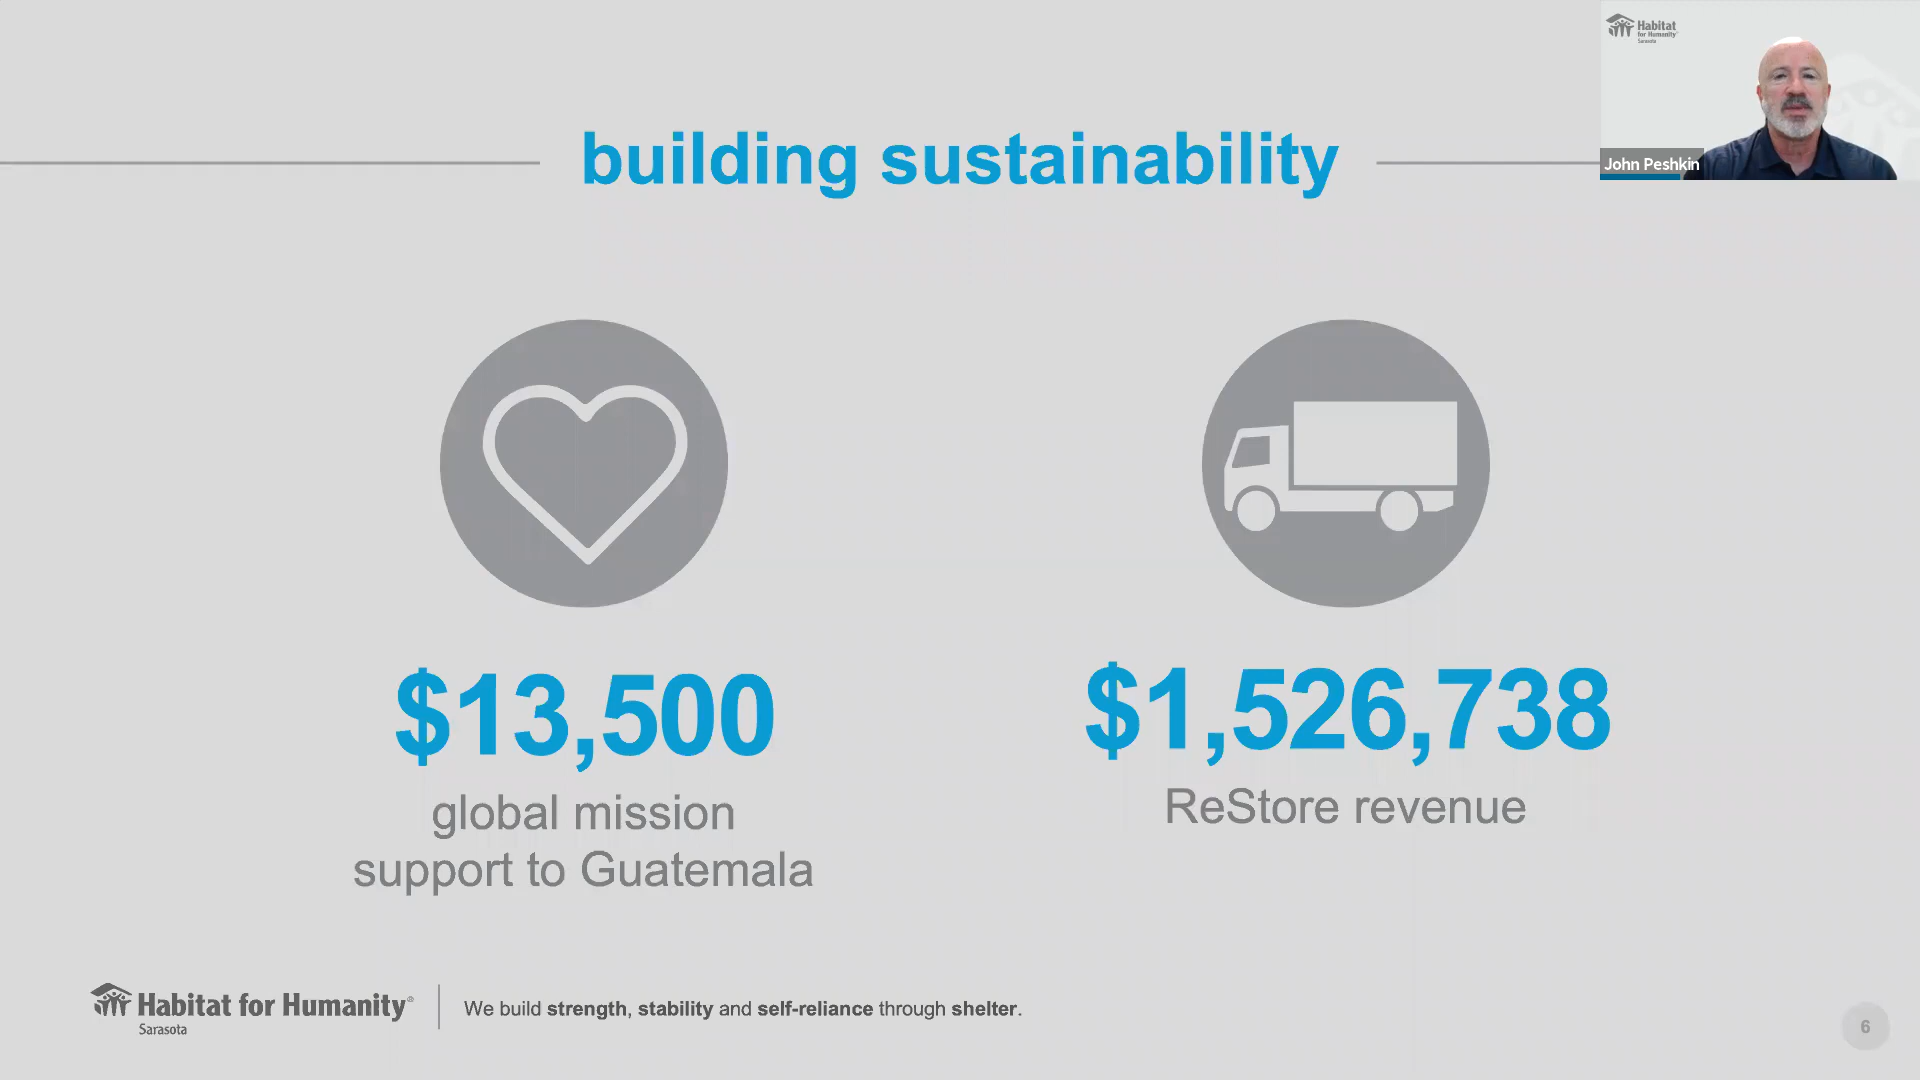 Habitat
for Humanity
Sarasota
John Peshkin
building sustainability
$13,500
global mission
support to Guatemala
$1,526,738
ReStore revenue
Habitat for Humanity®
Sarasota
We build strength, stability and self-reliance through shelter.
6